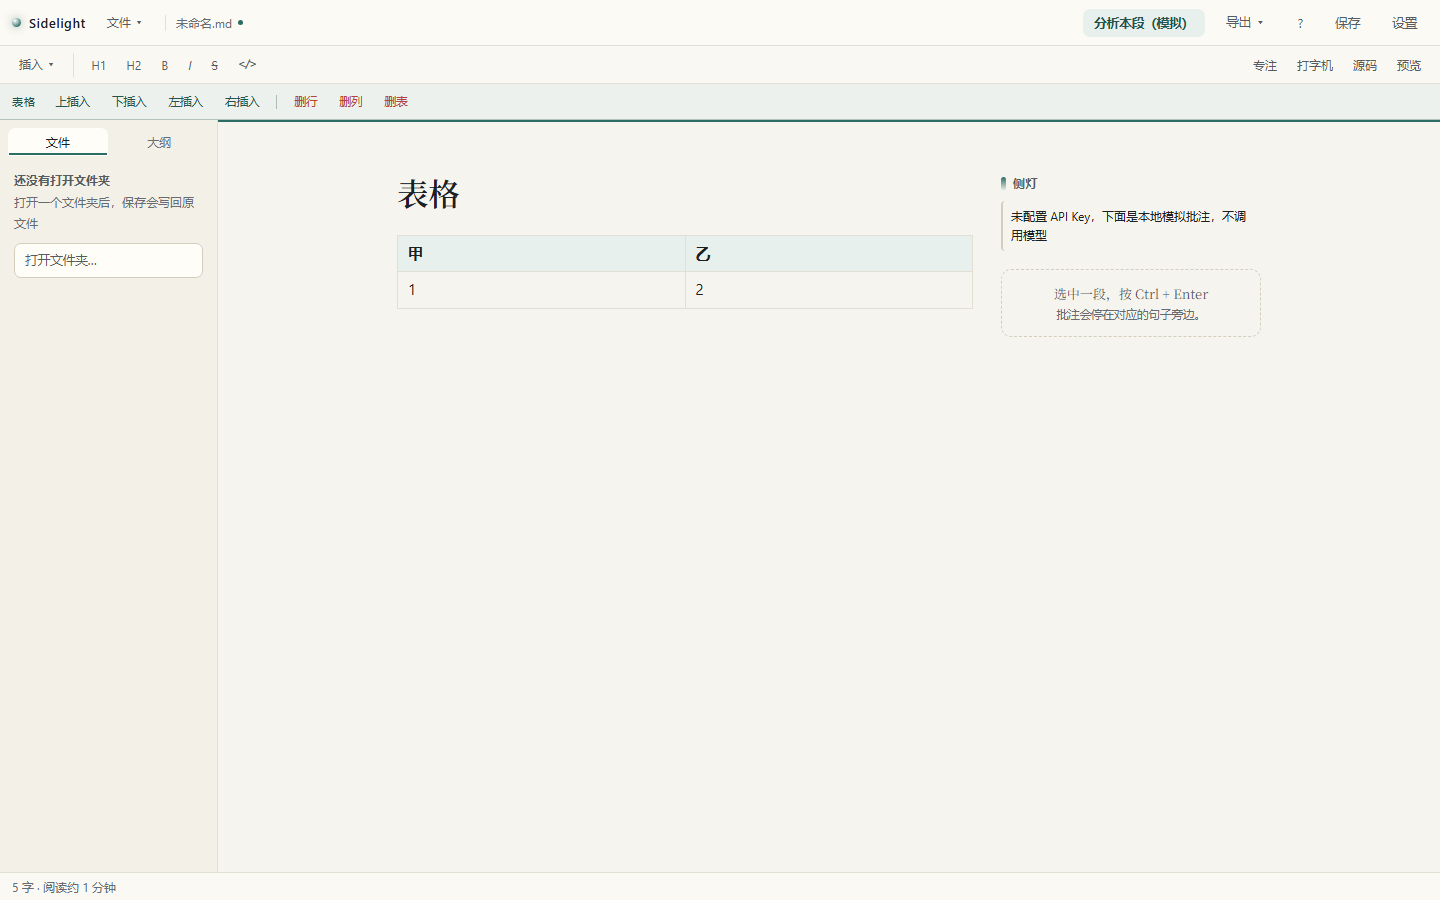 Sidelight 文件 未命名.md 分析本段（模拟） 导出 ? 保存 设置
插入 H1 H2 B I S </> 专注 打字机 源码 预览
表格 上插入 下插入 左插入 右插入 删行 删列 删表
文件 大纲
还没有打开文件夹
打开一个文件夹后，保存会写回原
文件
打开文件夹...
表格
甲 乙
1 2
侧灯
未配置 API Key，下面是本地模拟批注，不调
用模型
选中一段，按 Ctrl + Enter
批注会停在对应的句子旁边。
5 字 · 阅读约 1 分钟